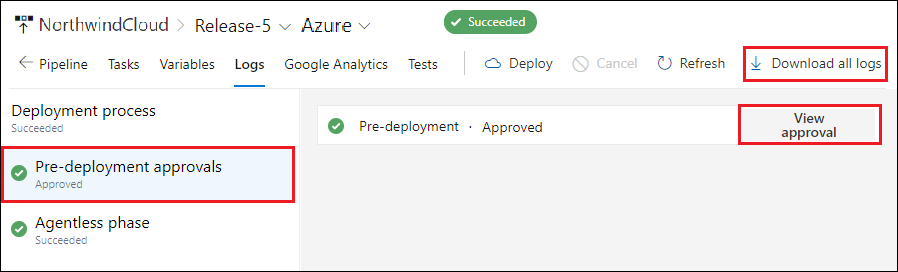 NorthwindCloud Release-5 Azure Succeeded
Pipeline Tasks Variables Logs Google Analytics Tests Deploy Cancel Refresh Download all logs
Deployment process
Succeeded
Pre-deployment approvals
Approved
Agentless phase
Succeeded
Pre-deployment · Approved
View
approval